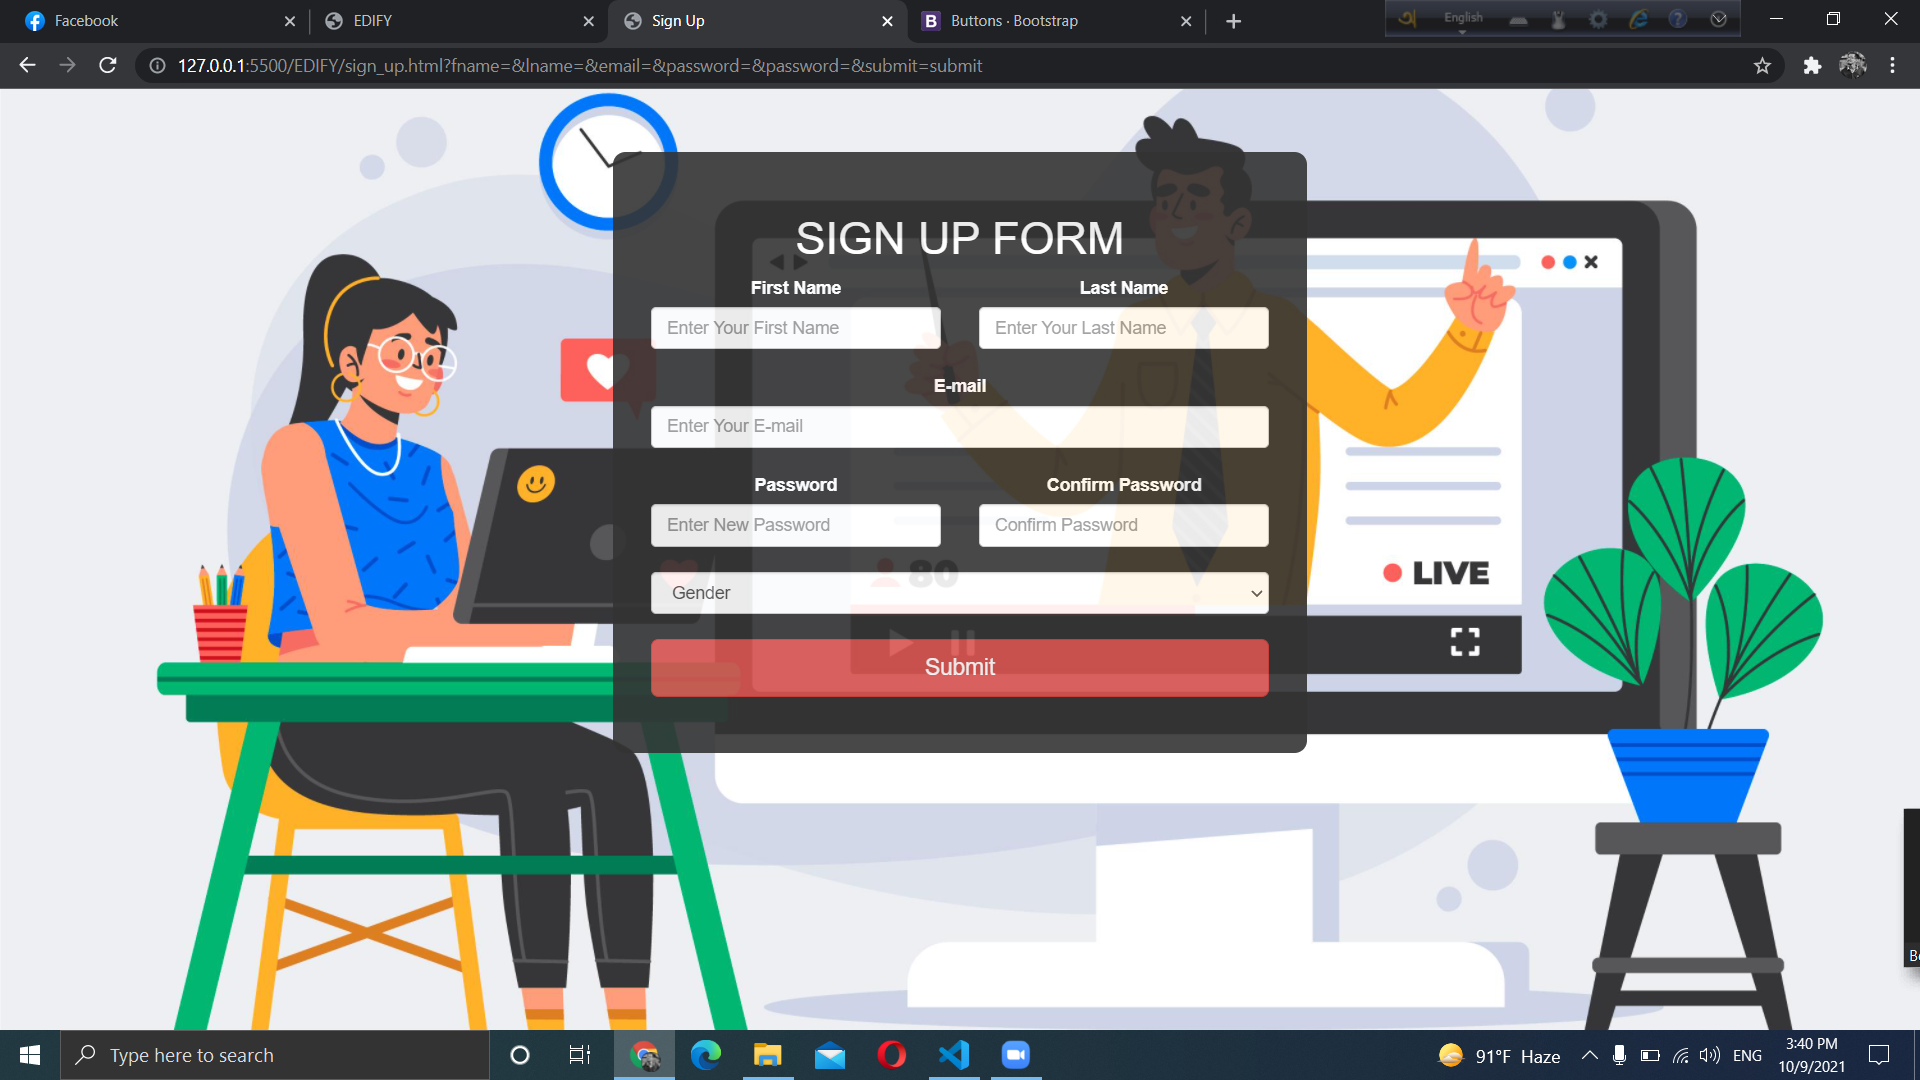 Facebook
EDIFY
Sign Up
B Buttons · Bootstrap
English
127.0.0.1:5500/EDIFY/sign_up.html?fname=&lname=&email=&password=&password=&submit=submit
SIGN UP FORM
First Name Last Name
Enter Your First Name Enter Your Last Name
E-mail
Enter Your E-mail
Password Confirm Password
Enter New Password Confirm Password
80
LIVE
Gender
Submit
Type here to search
91°F Haze
ENG
3:40 PM
10/9/2021